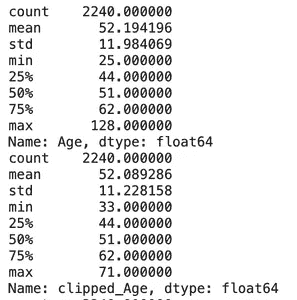 count    2240.000000
mean       52.194196
std        11.984069
min        25.000000
25%        44.000000
50%        51.000000
75%        62.000000
max       128.000000
Name: Age, dtype: float64
count    2240.000000
mean       52.089286
std        11.228158
min        33.000000
25%        44.000000
50%        51.000000
75%        62.000000
max        71.000000
Name: clipped_Age, dtype: float64